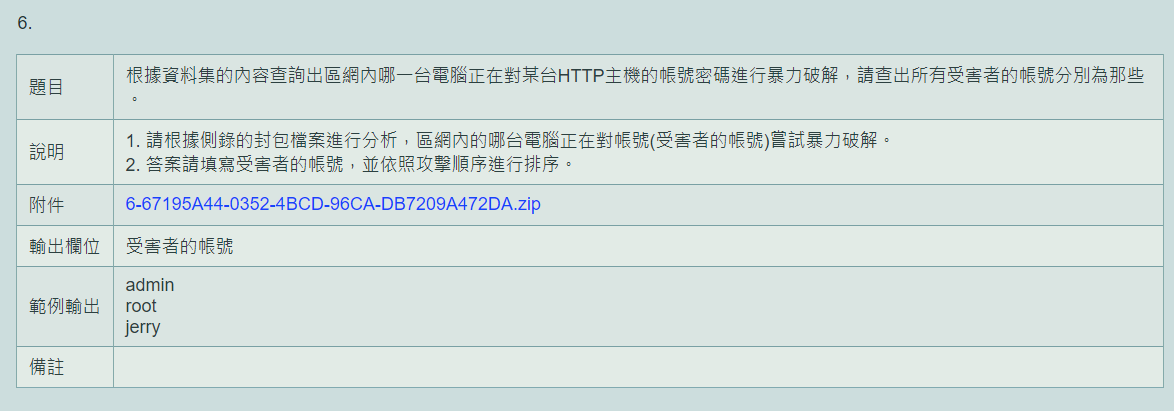 6.
題目
根據資料集的內容查詢出區網內哪一台電腦正在對某台HTTP主機的帳號密碼進行暴力破解，請查出所有受害者的帳號分別為那些
。
說明
1. 請根據側錄的封包檔案進行分析，區網內的哪台電腦正在對帳號(受害者的帳號)嘗試暴力破解。
2. 答案請填寫受害者的帳號，並依照攻擊順序進行排序。
附件
6-67195A44-0352-4BCD-96CA-DB7209A472DA.zip
輸出欄位
受害者的帳號
範例輸出
admin
root
jerry
備註